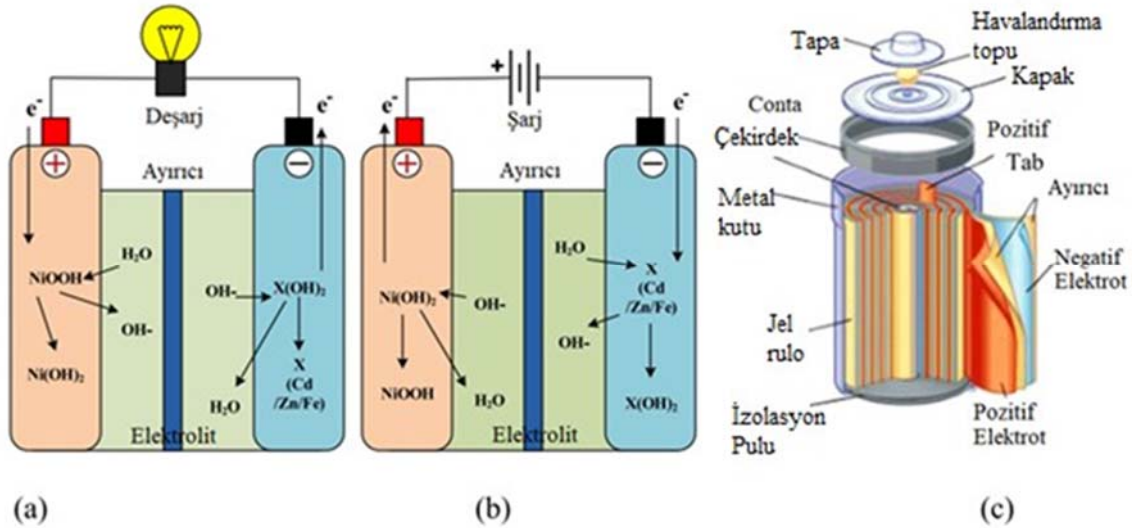 e⁻
Deşarj
e⁻
+
−
Ayırıcı
H₂O
NiOOH
OH-
X(OH)₂
OH-
Ni(OH)₂
X
(Cd
/Zn/Fe)
H₂O
Elektrolit
(a)
+
e⁻
Şarj
e⁻
+
−
Ayırıcı
H₂O
X
(Cd
/Zn/Fe)
Ni(OH)₂
OH-
OH-
NiOOH
H₂O
X(OH)₂
Elektrolit
(b)
Tapa
Havalandırma
topu
Kapak
Conta
Çekirdek
Pozitif
Tab
Ayırıcı
Metal
kutu
Negatif
Elektrot
Jel
rulo
İzolasyon
Pulu
Pozitif
Elektrot
(c)